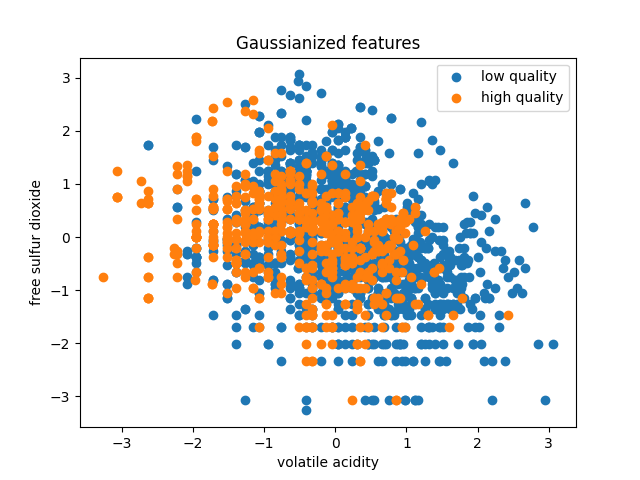 Gaussianized features
low quality
high quality
free sulfur dioxide
3
2
1
0
−1
−2
−3
−3
−2
−1
0
1
2
3
volatile acidity